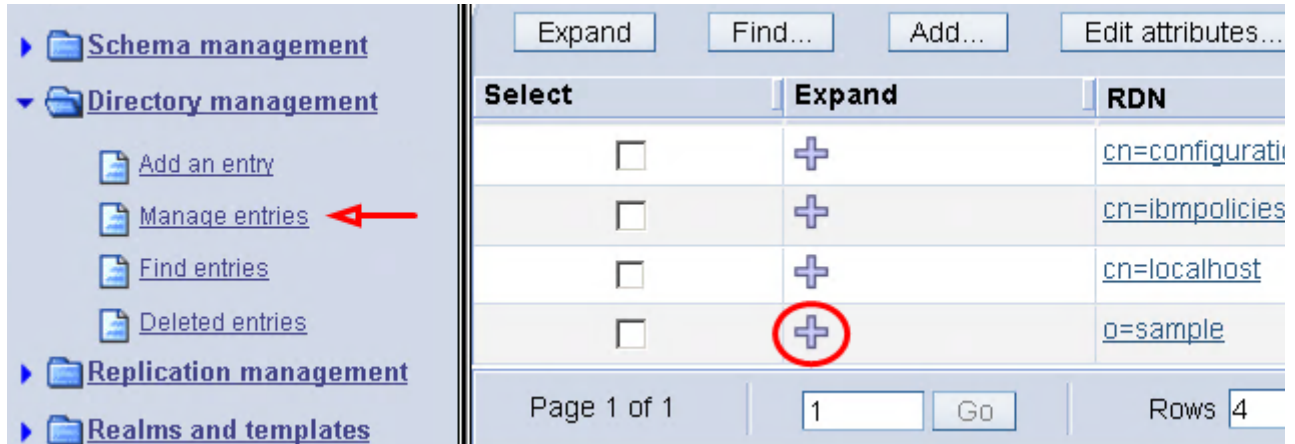 Schema management
Directory management
Add an entry
Manage entries
Find entries
Deleted entries
Replication management
Realms and templates
Expand Find... Add... Edit attributes...
Select Expand RDN
cn=configurati
cn=ibmpolicies
cn=localhost
o=sample
Page 1 of 1 1 Go Rows 4